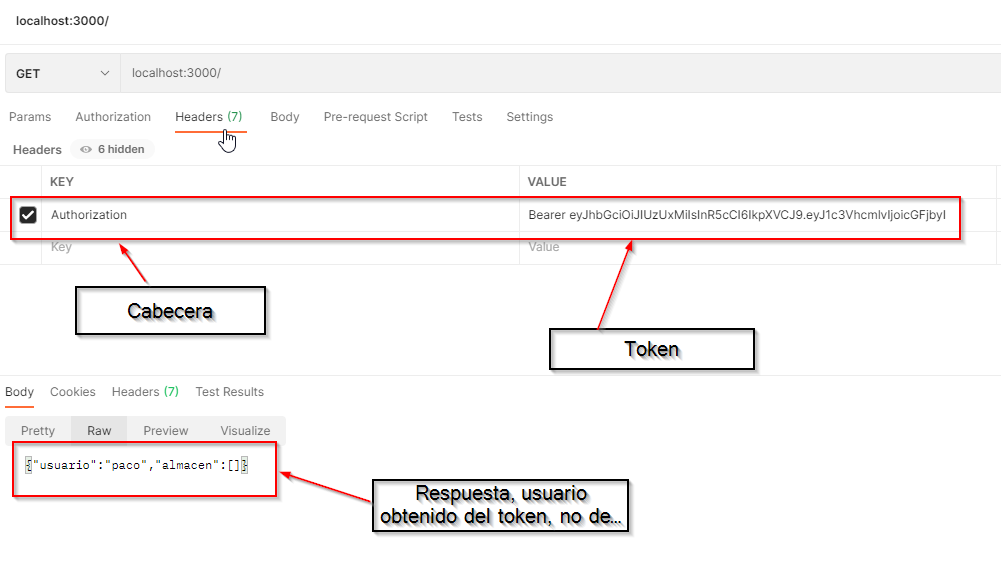 localhost:3000/
GET localhost:3000/
Params Authorization Headers (7) Body Pre-request Script Tests Settings
Headers 6 hidden
KEY VALUE
Authorization Bearer eyJhbGciOiJIUzUxMiIsInR5cCI6IkpXVCJ9.eyJ1c3VhcmlvIjoicGFjbyI
Key Value
Cabecera
Token
Body Cookies Headers (7) Test Results
Pretty Raw Preview Visualize
{"usuario":"paco","almacen":[]}
Respuesta, usuario
obtenido del token, no de...